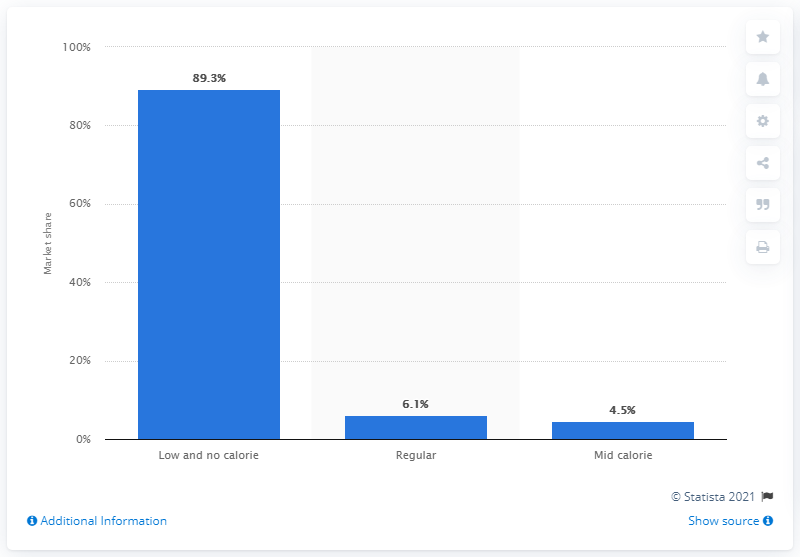 100%
80%
60%
40%
20%
0%
Market share
89.3%
6.1%
4.5%
Low and no calorie
Regular
Mid calorie
© Statista 2021
Additional Information
Show source